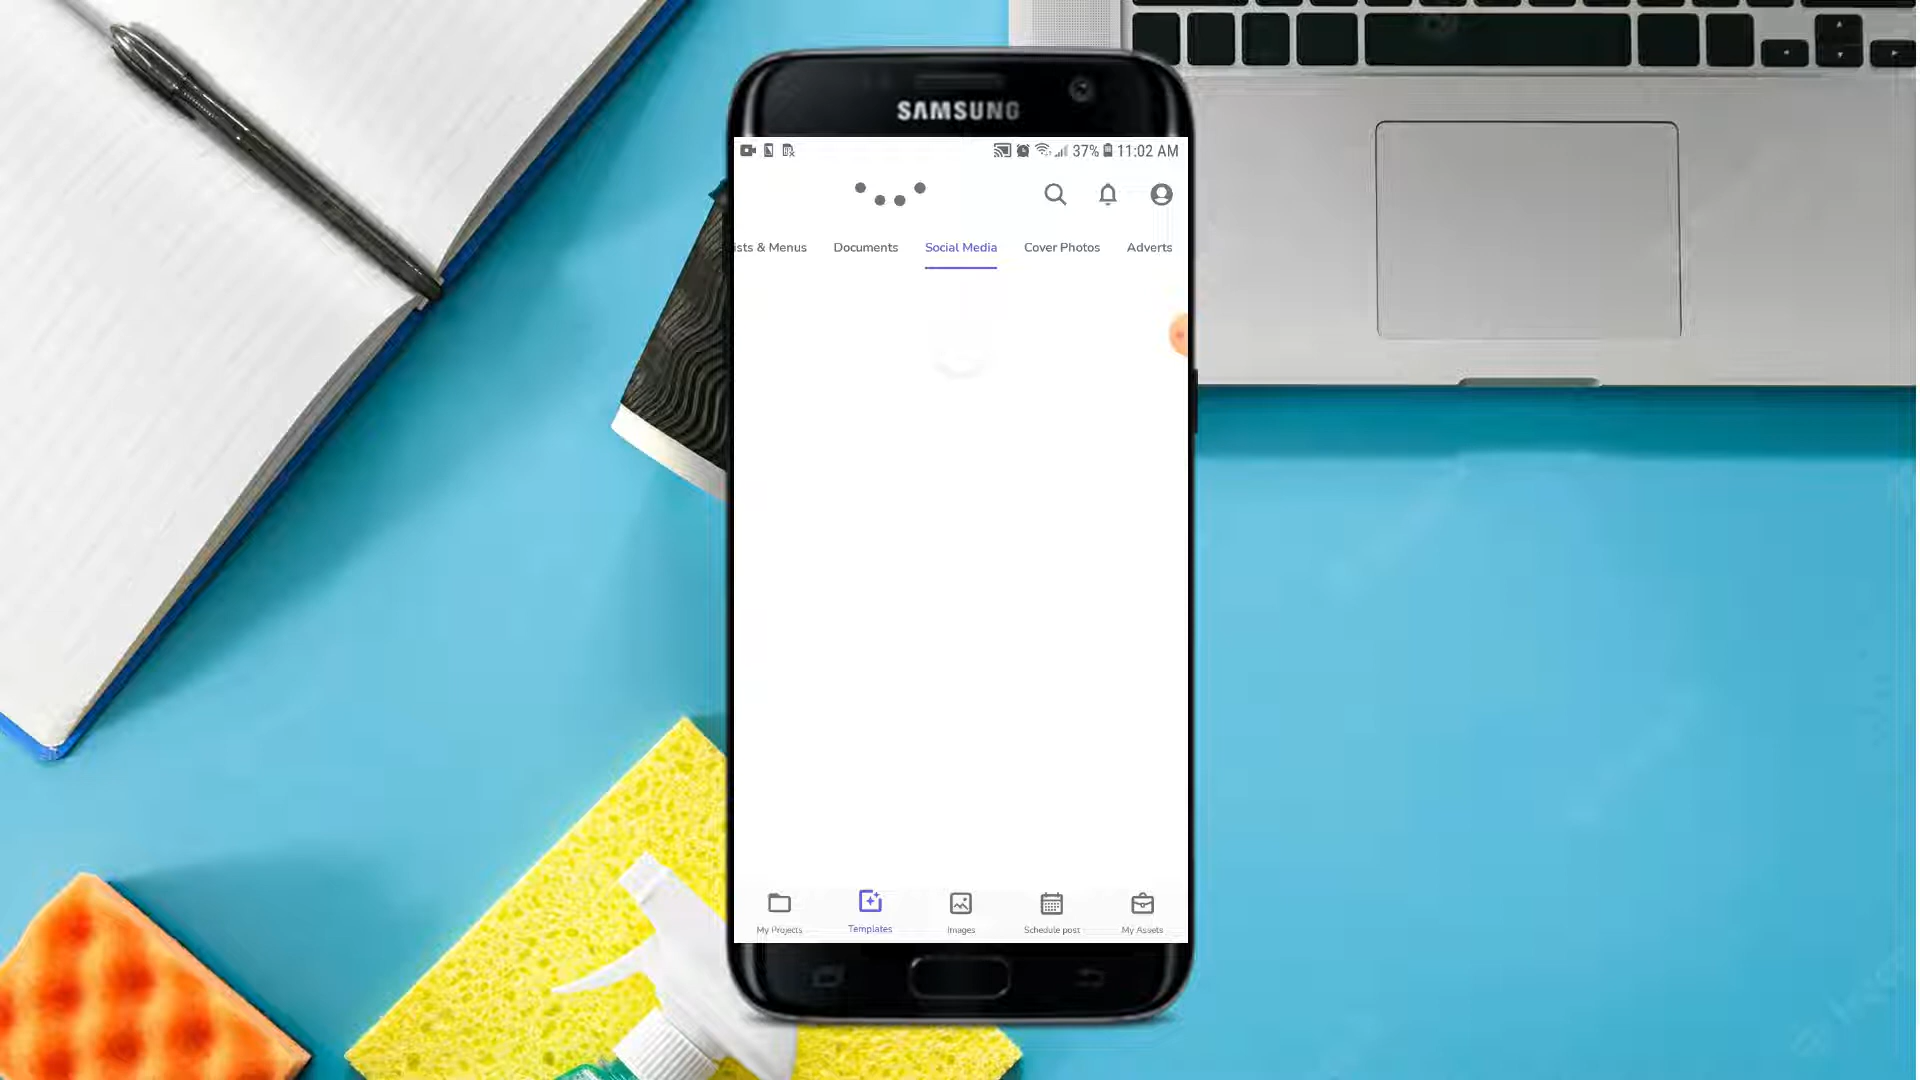 SAMSUNG
37% 11:02 AM
ists & Menus Documents Social Media Cover Photos Adverts
My Projects Templates Images Schedule post My Assets